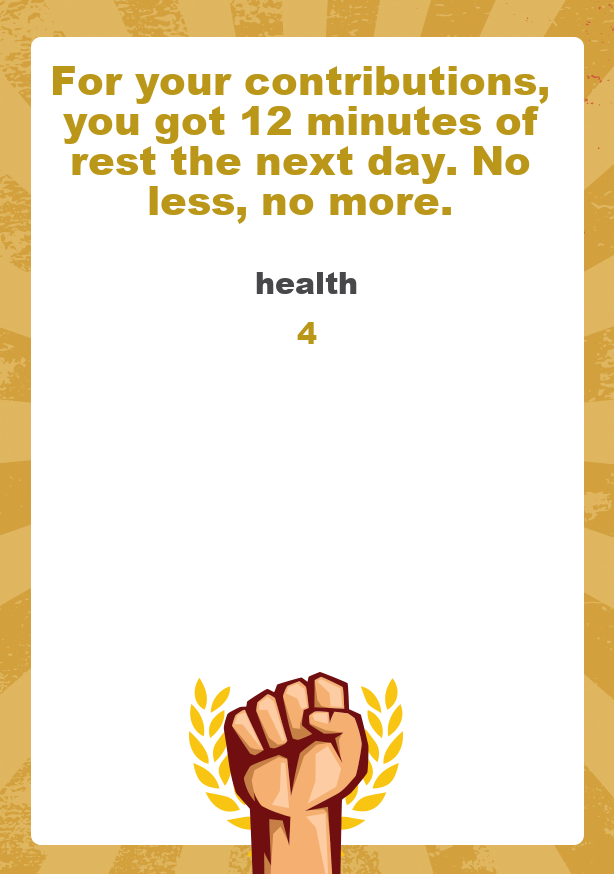 For your contributions,
you got 12 minutes of
rest the next day. No
less, no more.
health
4